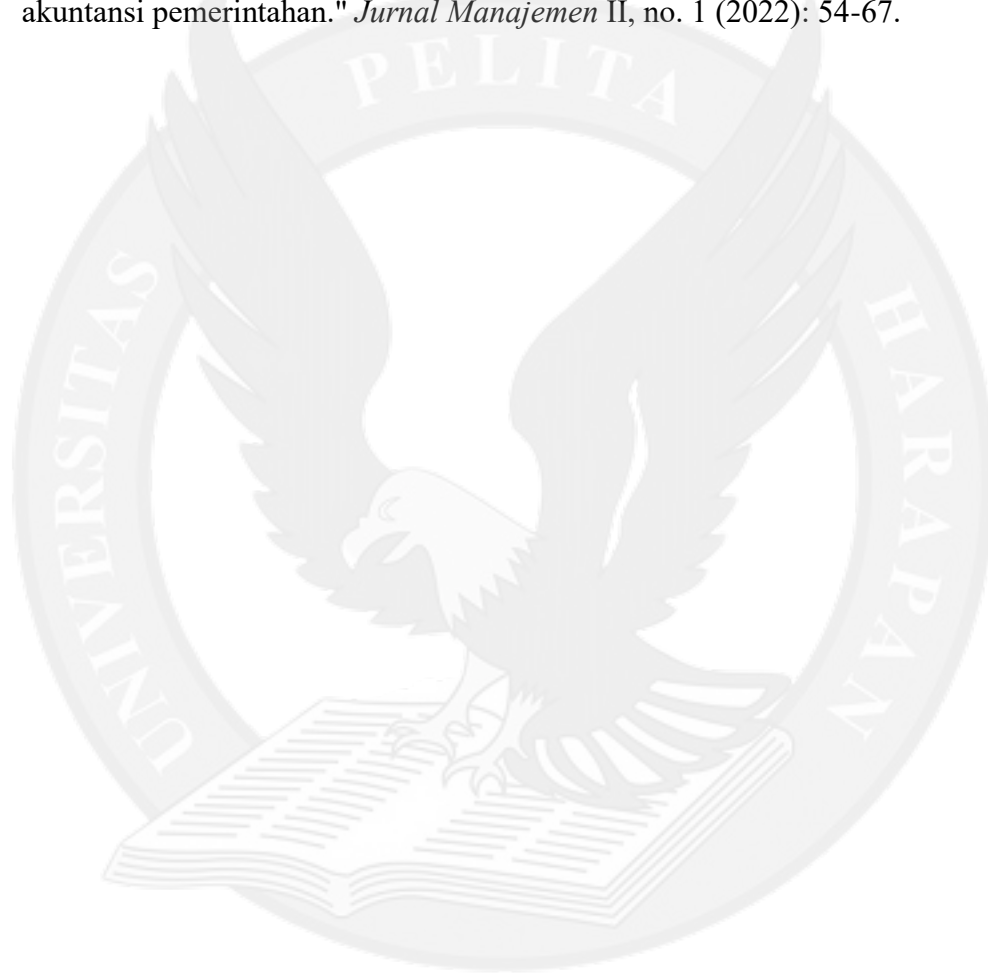 akuntansi pemerintahan." Jurnal Manajemen II, no. 1 (2022): 54-67.
PELITA
UNIVERSITAS
HARAPAN